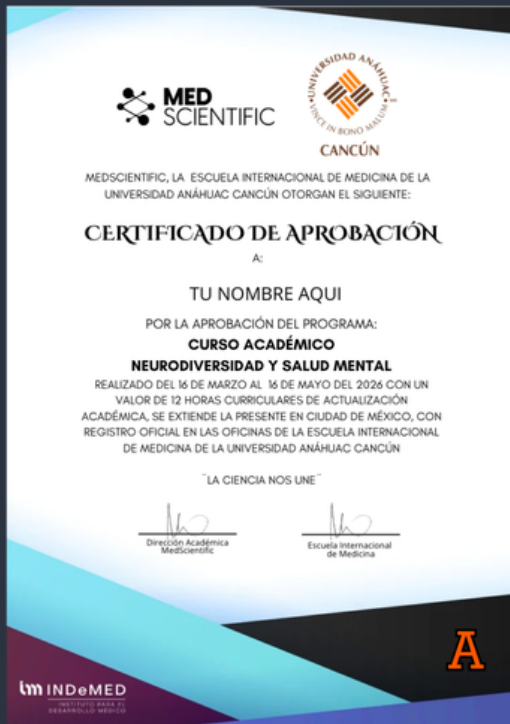 MED
SCIENTIFIC
UNIVERSIDAD ANÁHUAC
VINCE IN BONO MALUM
CANCÚN
MEDSCIENTIFIC, LA ESCUELA INTERNACIONAL DE MEDICINA DE LA
UNIVERSIDAD ANÁHUAC CANCÚN OTORGAN EL SIGUIENTE:
CERTIFICADO DE APROBACIÓN
A:
TU NOMBRE AQUI
POR LA APROBACIÓN DEL PROGRAMA:
CURSO ACADÉMICO
NEURODIVERSIDAD Y SALUD MENTAL
REALIZADO DEL 16 DE MARZO AL 16 DE MAYO DEL 2026 CON UN
VALOR DE 12 HORAS CURRICULARES DE ACTUALIZACIÓN
ACADÉMICA, SE EXTIENDE LA PRESENTE EN CIUDAD DE MÉXICO, CON
REGISTRO OFICIAL EN LAS OFICINAS DE LA ESCUELA INTERNACIONAL
DE MEDICINA DE LA UNIVERSIDAD ANÁHUAC CANCÚN
¨LA CIENCIA NOS UNE¨
Dirección Académica
MedScientific
Escuela Internacional
de Medicina
A
INDeMED
INSTITUTO PARA EL
DESARROLLO MÉDICO